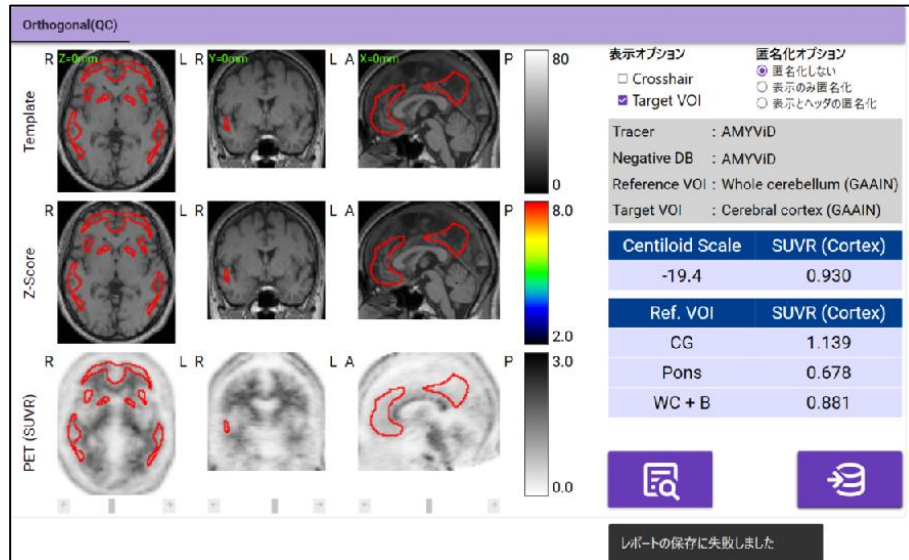 Orthogonal(QC)
R Z=0mm L R Y=0mm L A X=0mm P
Template
80
0
R L R L A P
Z-Score
8.0
2.0
R L R L A P
PET (SUVR)
3.0
0.0
表示オプション
Crosshair
Target VOI
匿名化オプション
匿名化しない
表示のみ匿名化
表示とヘッダの匿名化
Tracer : AMYViD
Negative DB : AMYViD
Reference VOI : Whole cerebellum (GAAIN)
Target VOI : Cerebral cortex (GAAIN)
Centiloid Scale SUVR (Cortex)
-19.4 0.930
Ref. VOI SUVR (Cortex)
CG 1.139
Pons 0.678
WC + B 0.881
レポートの保存に失敗しました